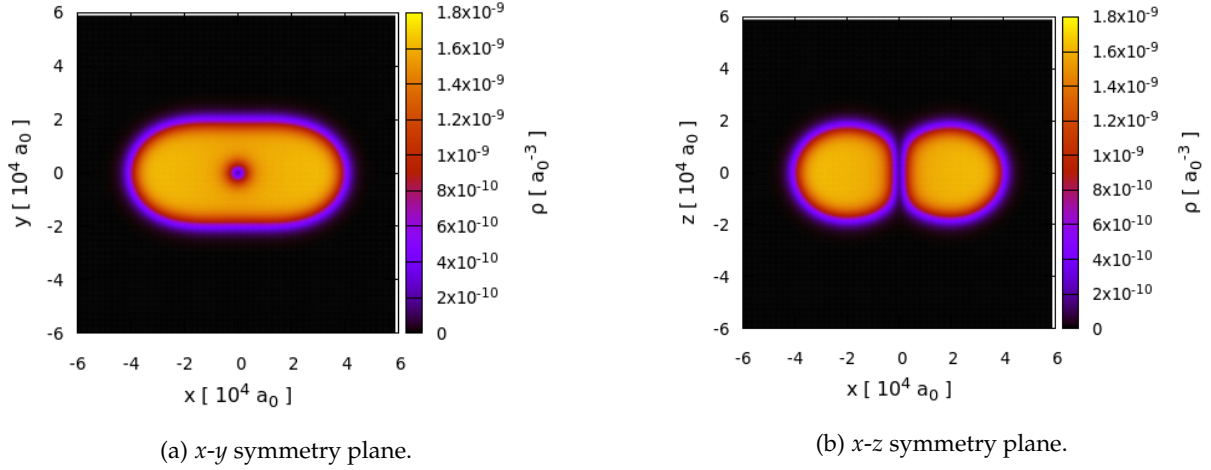 6
4
2
0
-2
-4
-6
y [ 10⁴ a₀ ]
-6 -4 -2 0 2 4 6
x [ 10⁴ a₀ ]
1.8x10⁻⁹
1.6x10⁻⁹
1.4x10⁻⁹
1.2x10⁻⁹
1x10⁻⁹
8x10⁻¹⁰
6x10⁻¹⁰
4x10⁻¹⁰
2x10⁻¹⁰
0
ρ [ a₀⁻³ ]
(a) x-y symmetry plane.
6
4
2
0
-2
-4
-6
z [ 10⁴ a₀ ]
-6 -4 -2 0 2 4 6
x [ 10⁴ a₀ ]
1.8x10⁻⁹
1.6x10⁻⁹
1.4x10⁻⁹
1.2x10⁻⁹
1x10⁻⁹
8x10⁻¹⁰
6x10⁻¹⁰
4x10⁻¹⁰
2x10⁻¹⁰
0
ρ [ a₀⁻³ ]
(b) x-z symmetry plane.